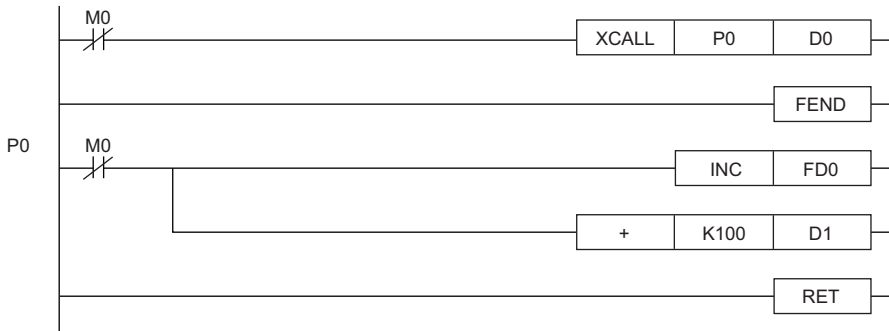 M0
XCALL P0 D0
FEND
P0 M0
INC FD0
+ K100 D1
RET